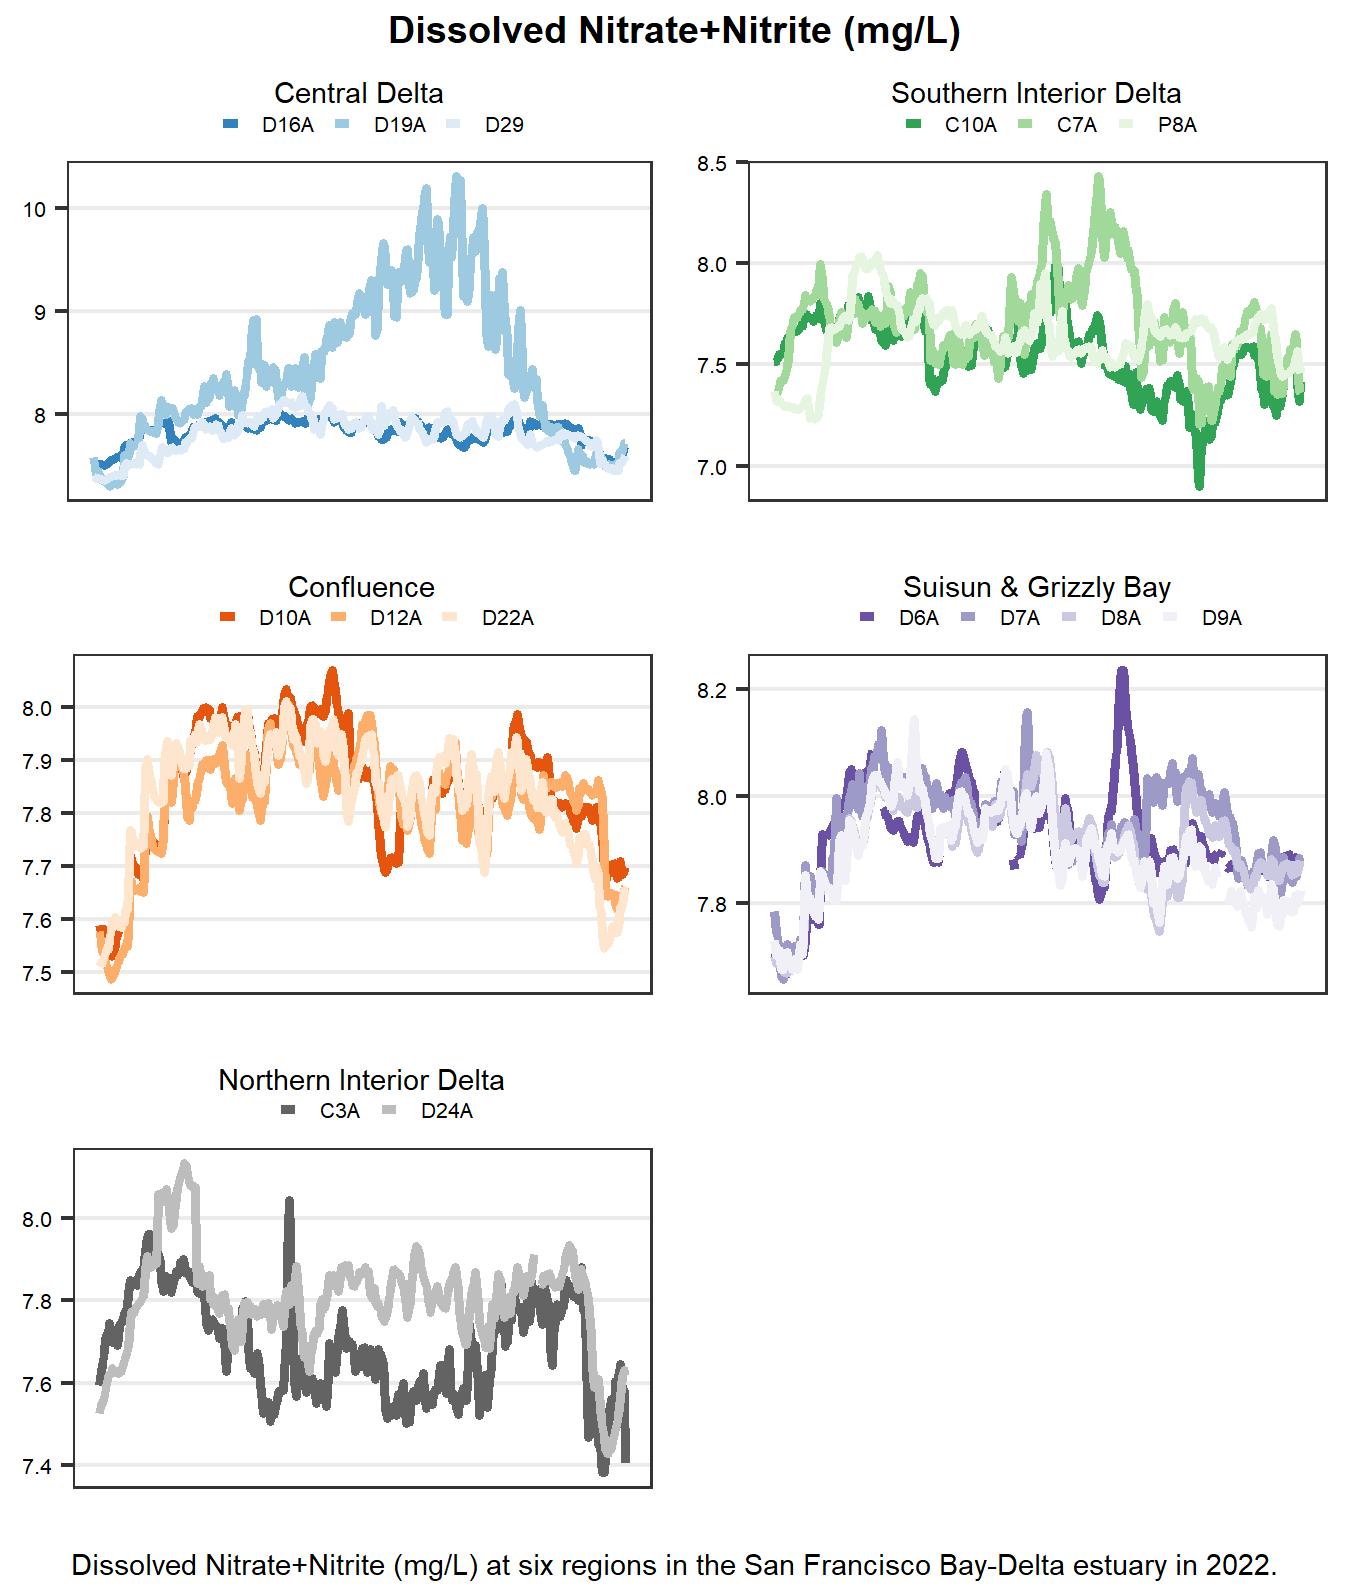 Dissolved Nitrate+Nitrite (mg/L)
Central Delta
D16A D19A D29
10
9
8
Southern Interior Delta
C10A C7A P8A
8.5
8.0
7.5
7.0
Confluence
D10A D12A D22A
8.0
7.9
7.8
7.7
7.6
7.5
Suisun & Grizzly Bay
D6A D7A D8A D9A
8.2
8.0
7.8
Northern Interior Delta
C3A D24A
8.0
7.8
7.6
7.4
Dissolved Nitrate+Nitrite (mg/L) at six regions in the San Francisco Bay-Delta estuary in 2022.